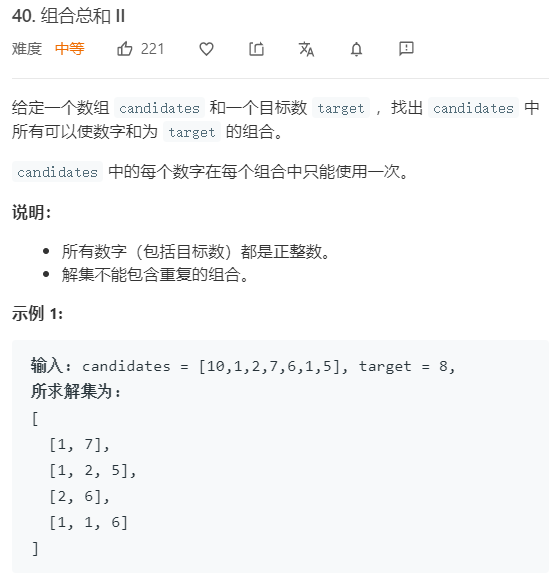 40. 组合总和 II
难度 中等 221
给定一个数组 candidates 和一个目标数 target ，找出 candidates 中
所有可以使数字和为 target 的组合。
candidates 中的每个数字在每个组合中只能使用一次。
说明：
• 所有数字（包括目标数）都是正整数。
• 解集不能包含重复的组合。
示例 1:
输入: candidates = [10,1,2,7,6,1,5], target = 8,
所求解集为:
[
[1, 7],
[1, 2, 5],
[2, 6],
[1, 1, 6]
]